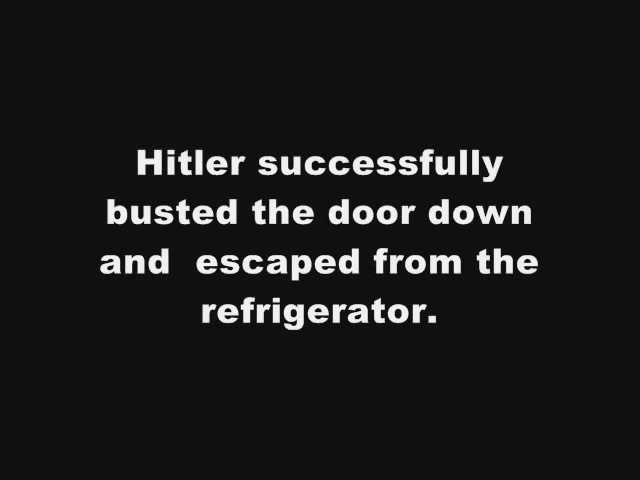 Hitler successfully
busted the door down
and  escaped from the
refrigerator.